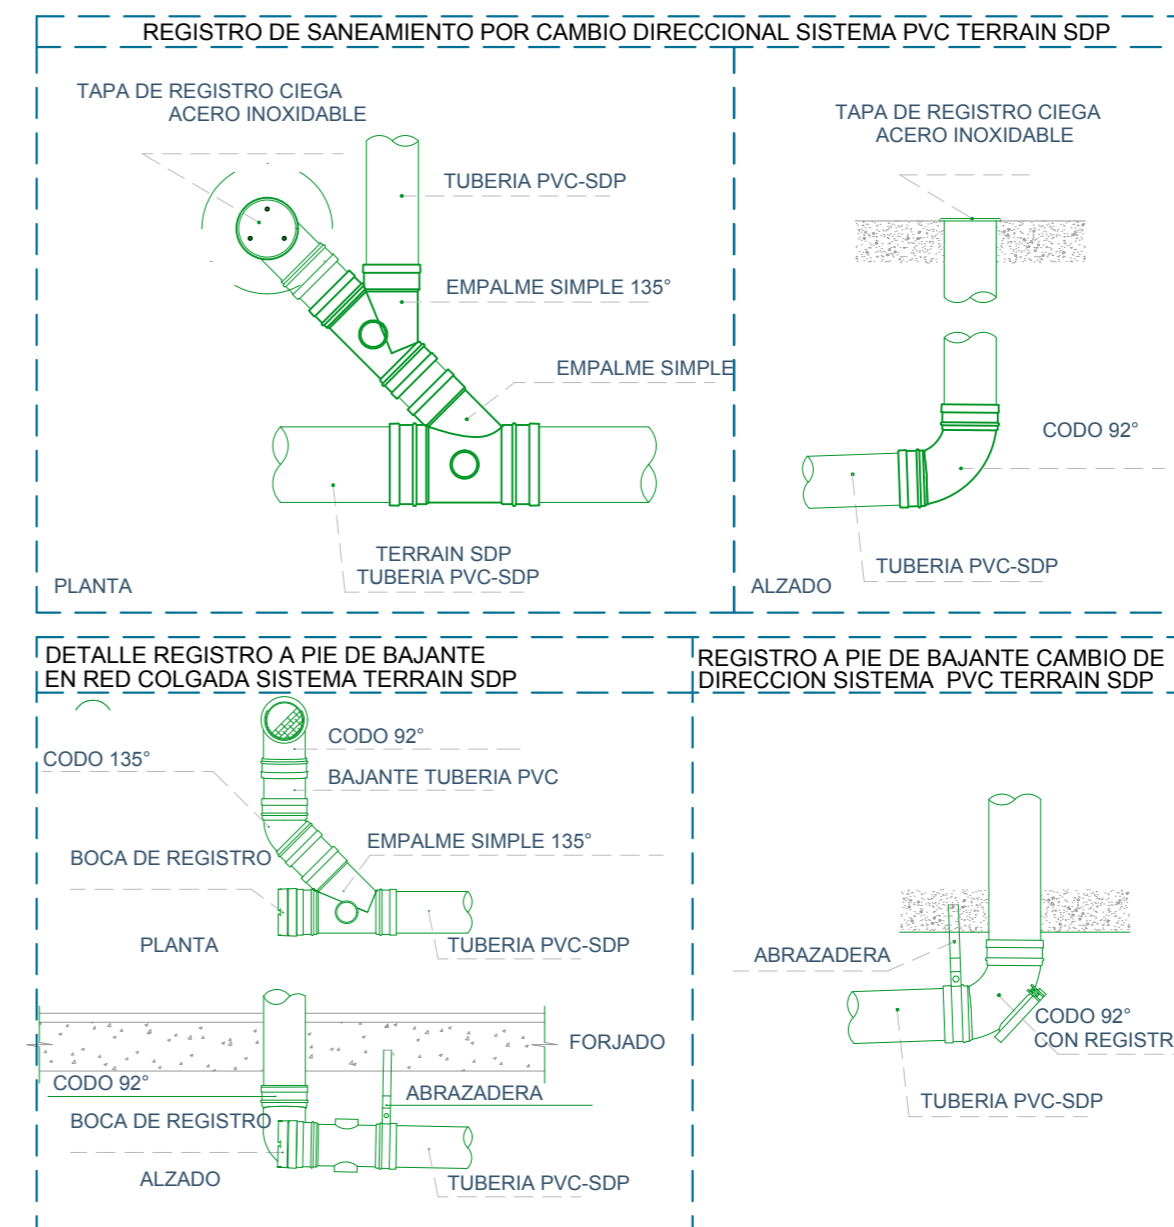 REGISTRO DE SANEAMIENTO POR CAMBIO DIRECCIONAL SISTEMA PVC TERRAIN SDP
TAPA DE REGISTRO CIEGA
ACERO INOXIDABLE
TUBERIA PVC-SDP
EMPALME SIMPLE 135°
EMPALME SIMPLE
TERRAIN SDP
TUBERIA PVC-SDP
PLANTA
TAPA DE REGISTRO CIEGA
ACERO INOXIDABLE
CODO 92°
TUBERIA PVC-SDP
ALZADO
DETALLE REGISTRO A PIE DE BAJANTE
EN RED COLGADA SISTEMA TERRAIN SDP
CODO 92°
CODO 135°
BAJANTE TUBERIA PVC
EMPALME SIMPLE 135°
BOCA DE REGISTRO
PLANTA
TUBERIA PVC-SDP
FORJADO
CODO 92°
ABRAZADERA
BOCA DE REGISTRO
ALZADO
TUBERIA PVC-SDP
REGISTRO A PIE DE BAJANTE CAMBIO DE
DIRECCION SISTEMA PVC TERRAIN SDP
ABRAZADERA
CODO 92°
CON REGISTR
TUBERIA PVC-SDP